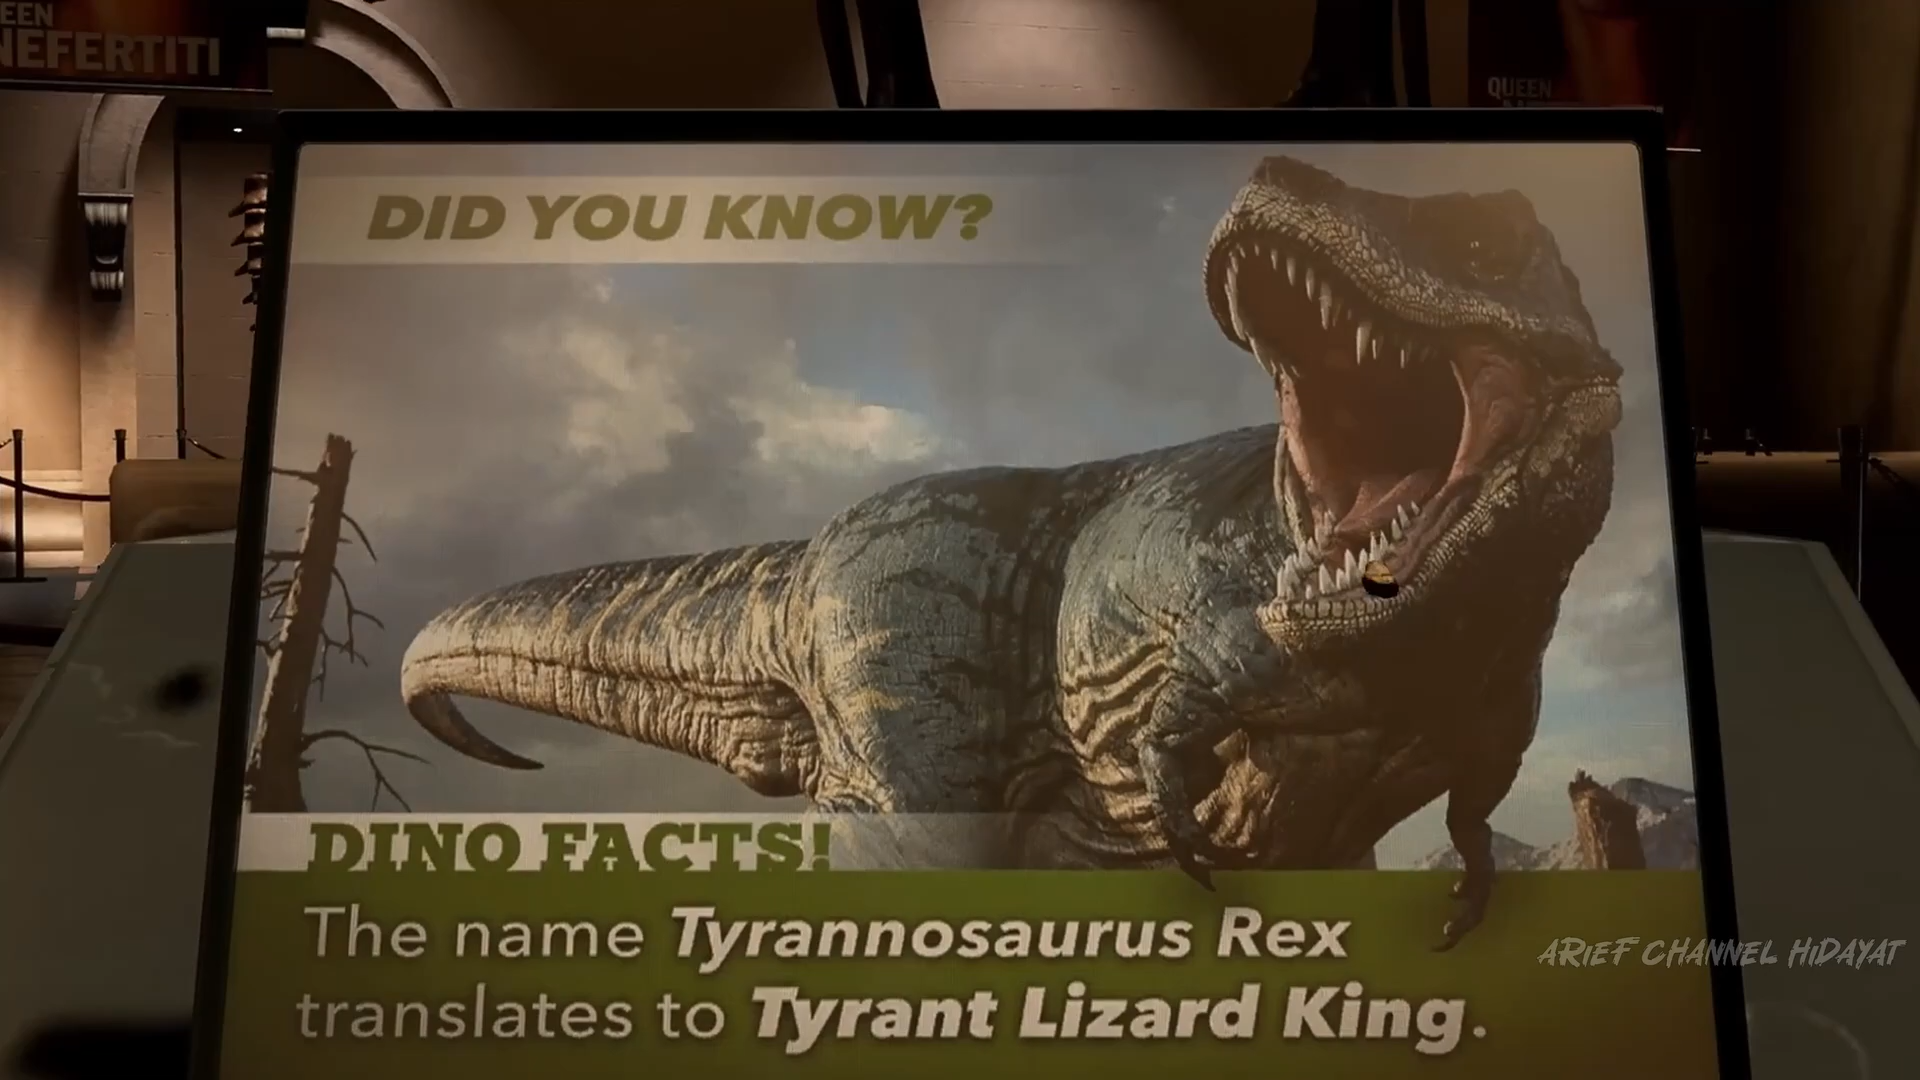 EEN
NEFERTITI
QUEEN
DID YOU KNOW?
DINO FACTS!
The name Tyrannosaurus Rex
translates to Tyrant Lizard King.
ARiEF CHANNEL HiDAYAT